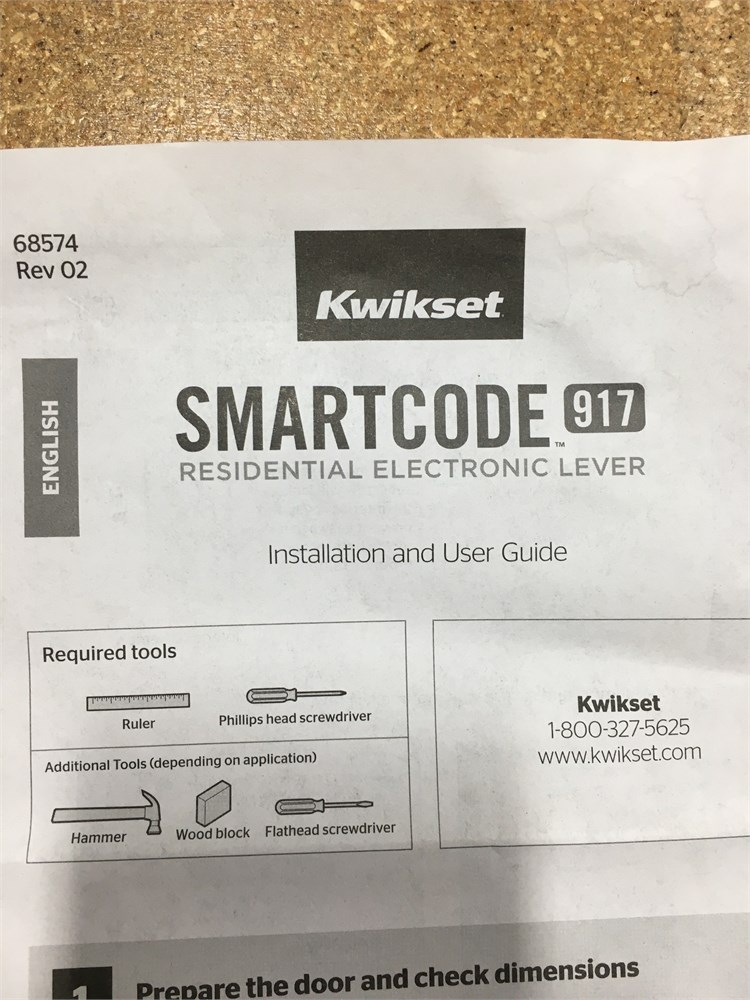 68574
Rev 02
Kwikset
ENGLISH
SMARTCODE™ 917
RESIDENTIAL ELECTRONIC LEVER
Installation and User Guide
Required tools
Ruler
Phillips head screwdriver
Additional Tools (depending on application)
Hammer
Wood block
Flathead screwdriver
Kwikset
1-800-327-5625
www.kwikset.com
1 Prepare the door and check dimensions